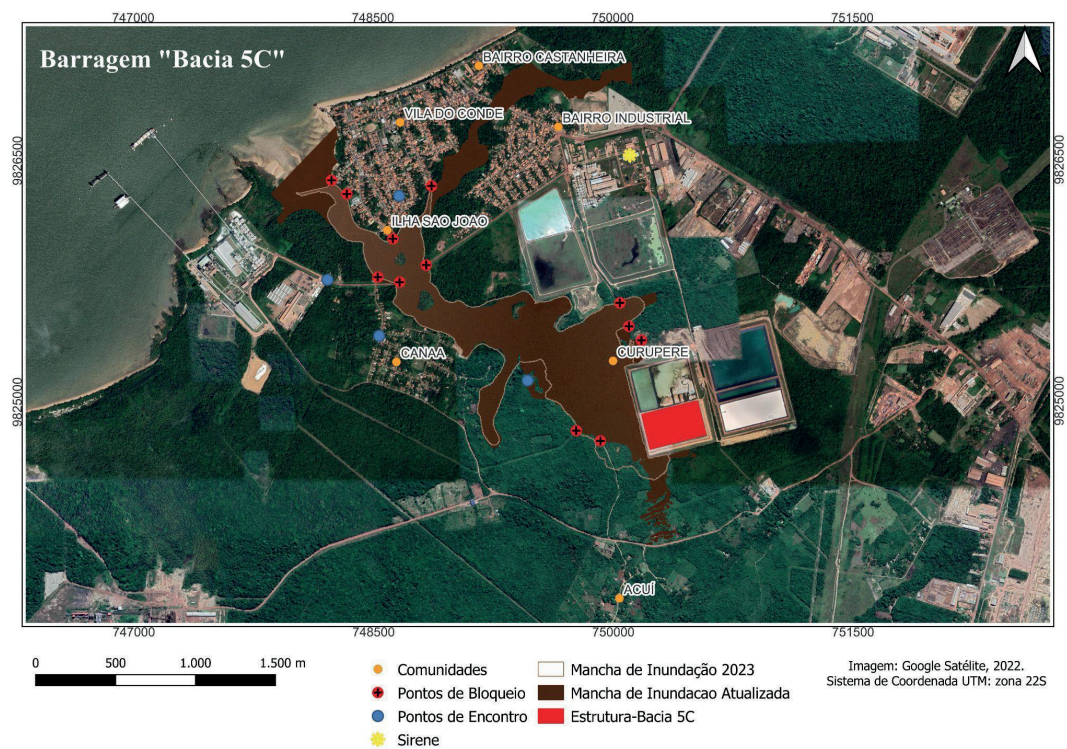 747000 748500 750000 751500
Barragem "Bacia 5C"
BAIRRO CASTANHEIRA
VILA DO CONDE
BAIRRO INDUSTRIAL
9826500 9826500
ILHA SAO JOAO
CANAA
CURUPERE
9825000 9825000
ACUÍ
747000 748500 750000 751500
0 500 1.000 1.500 m
Comunidades
Pontos de Bloqueio
Pontos de Encontro
Sirene
Mancha de Inundação 2023
Mancha de Inundacao Atualizada
Estrutura-Bacia 5C
Imagem: Google Satélite, 2022.
Sistema de Coordenada UTM: zona 22S